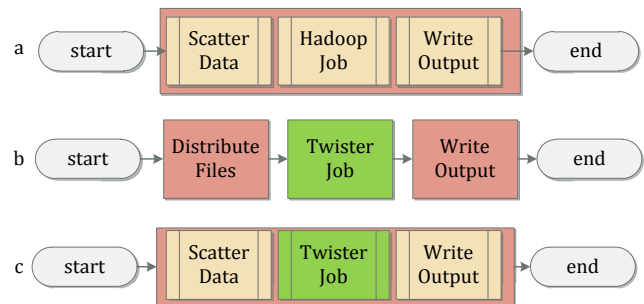 a start Scatter Hadoop Write end
Data Job Output
b start Distribute Twister Write end
Files Job Output
c start Scatter Twister Write end
Data Job Output